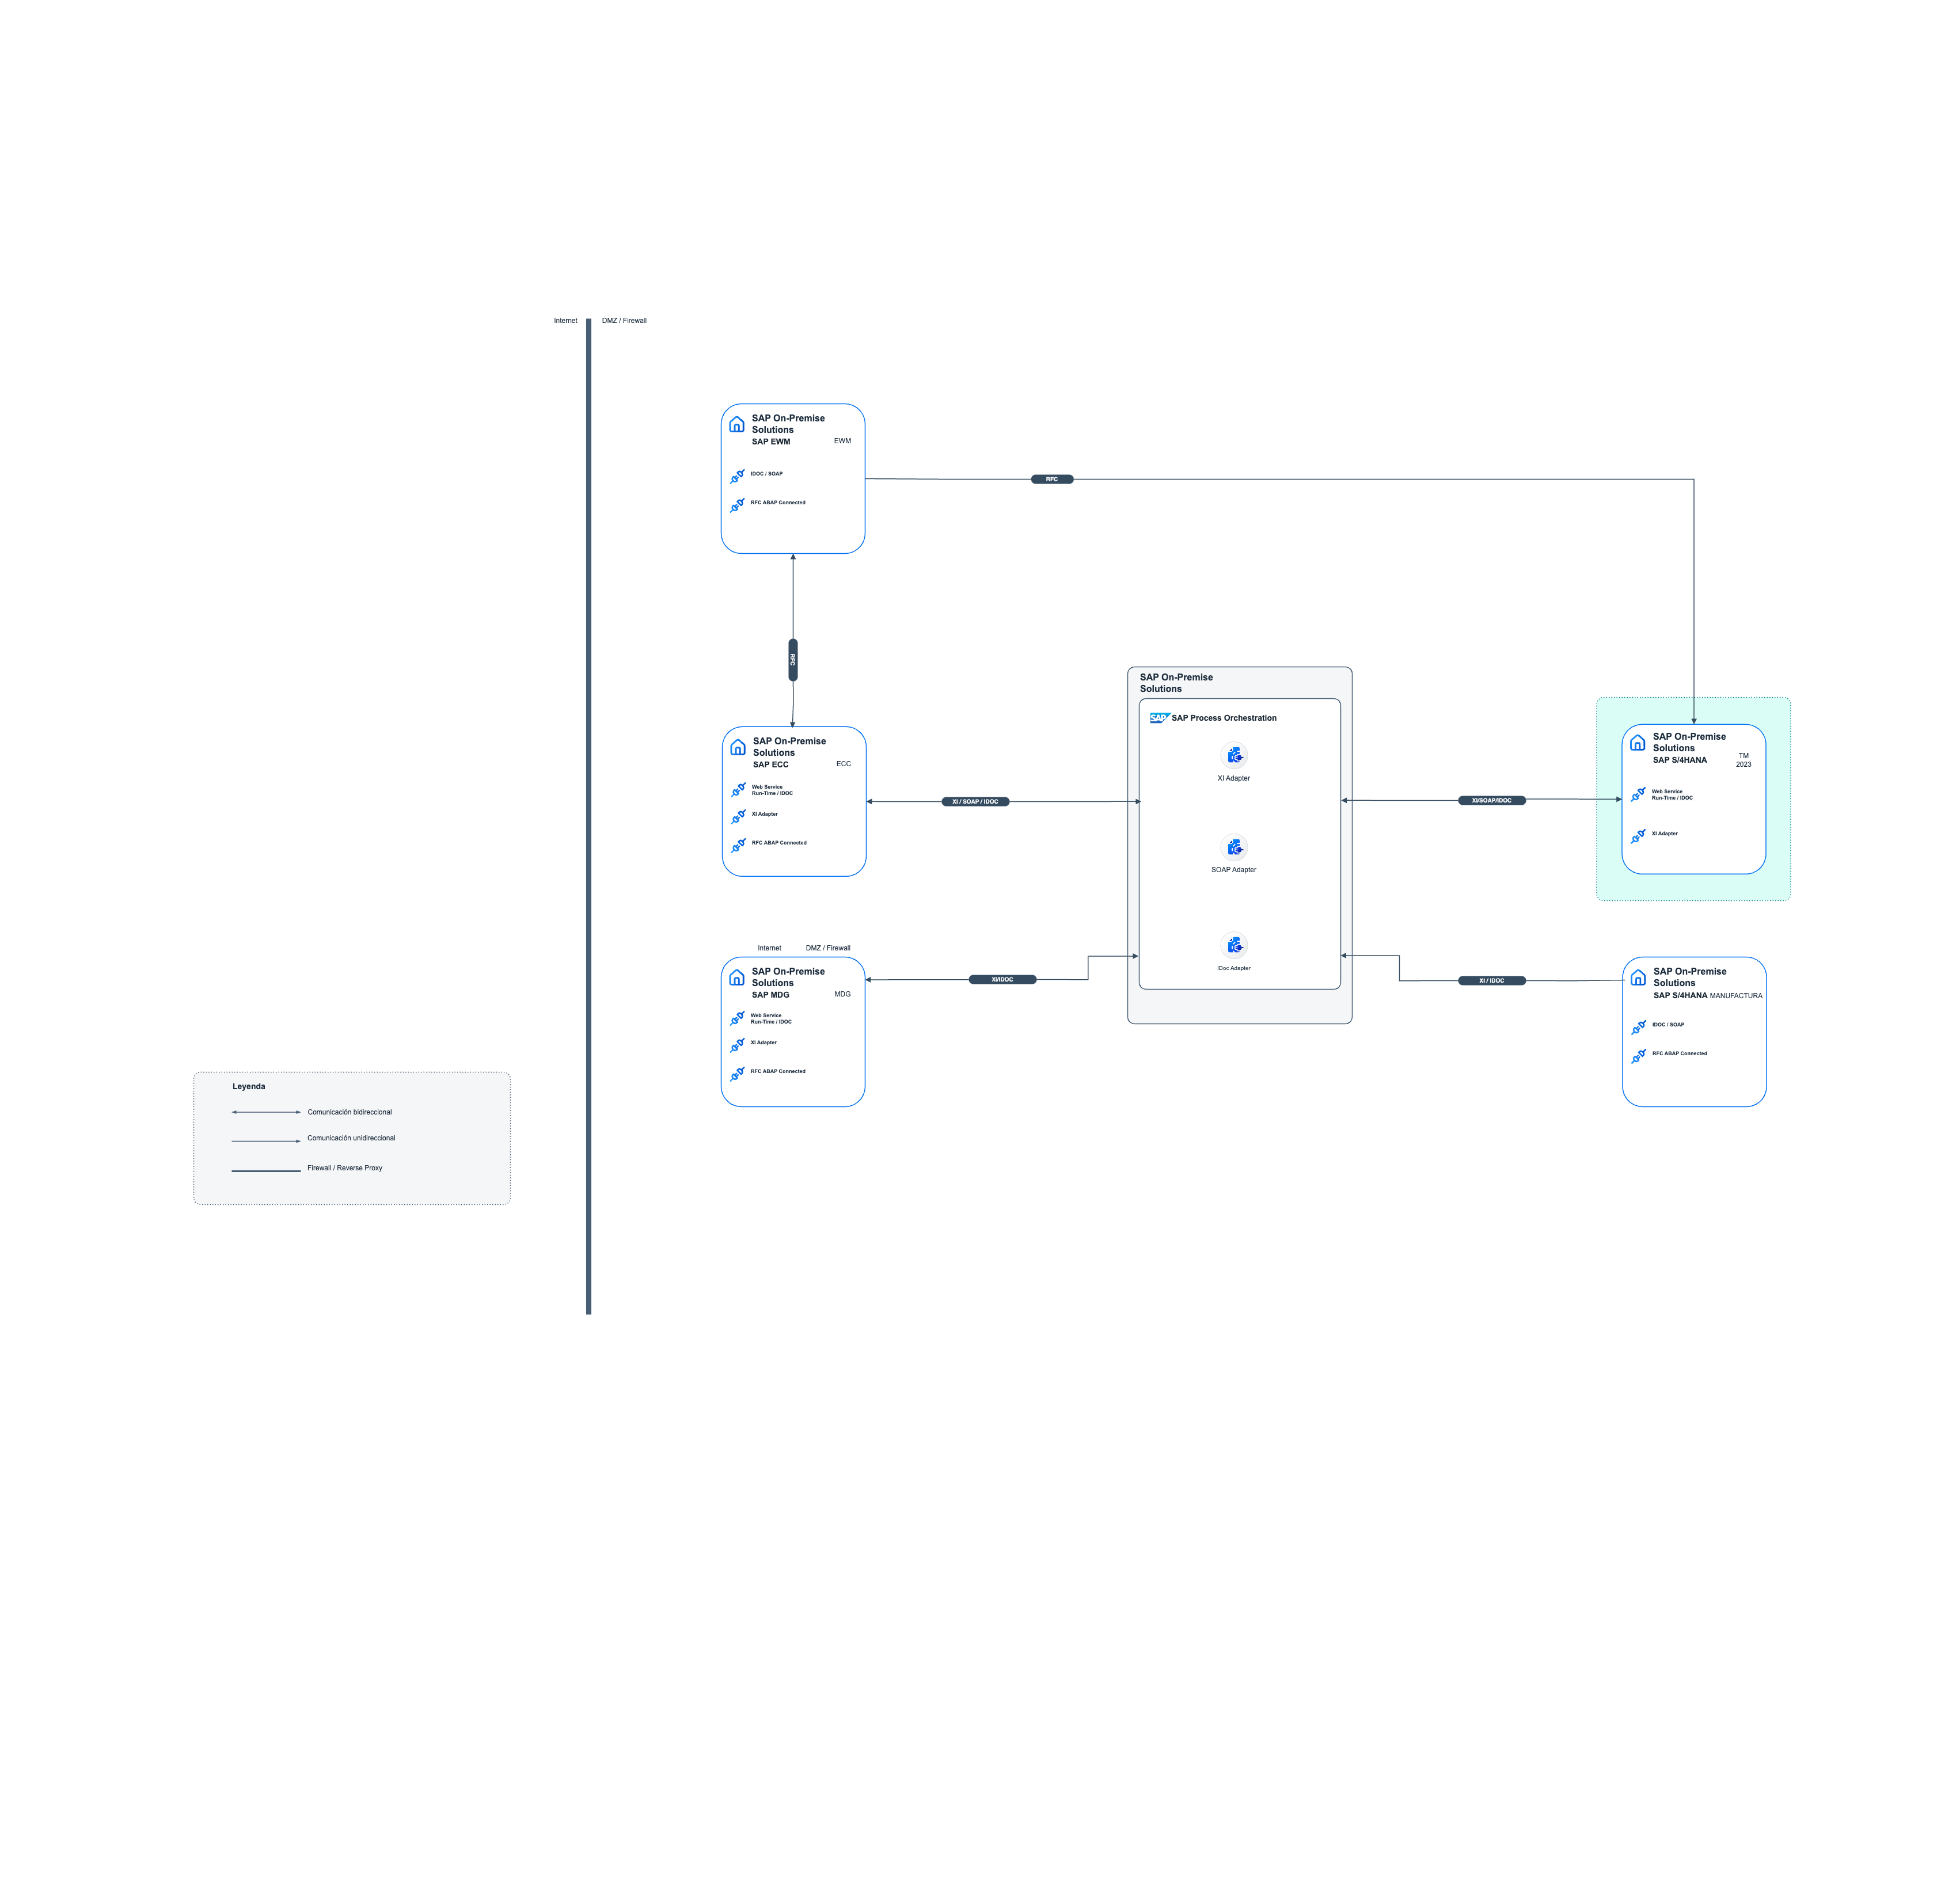 Internet
DMZ / Firewall
SAP On-Premise
Solutions
SAP EWM
EWM
IDOC / SOAP
RFC ABAP Connected
RFC
RFC
SAP On-Premise
Solutions
SAP SAP Process Orchestration
XI Adapter
SOAP Adapter
IDoc Adapter
SAP On-Premise
Solutions
SAP ECC
ECC
Web Service
Run-Time / IDOC
XI Adapter
RFC ABAP Connected
XI / SOAP / IDOC
XI/SOAP/IDOC
SAP On-Premise
Solutions
SAP S/4HANA
TM
2023
Web Service
Run-Time / IDOC
XI Adapter
Internet
DMZ / Firewall
SAP On-Premise
Solutions
SAP MDG
MDG
Web Service
Run-Time / IDOC
XI Adapter
RFC ABAP Connected
XI/IDOC
XI / IDOC
SAP On-Premise
Solutions
SAP S/4HANA MANUFACTURA
IDOC / SOAP
RFC ABAP Connected
Leyenda
Comunicación bidireccional
Comunicación unidireccional
Firewall / Reverse Proxy